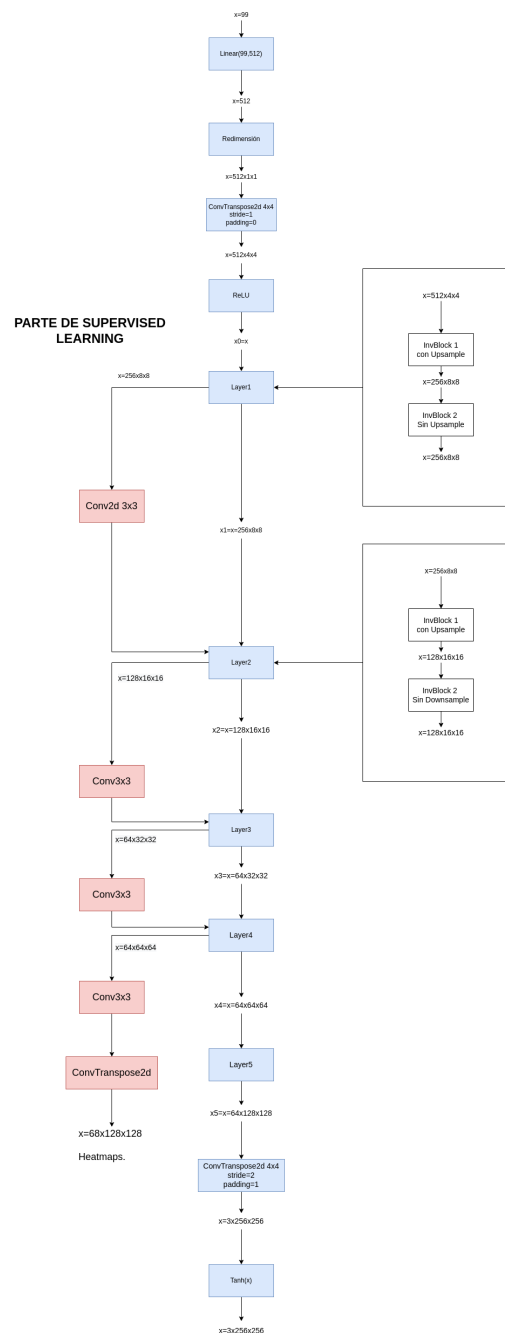 x=99
Linear(99,512)
x=512
Redimensión
x=512x1x1
ConvTranspose2d 4x4
stride=1
padding=0
x=512x4x4
ReLU
PARTE DE SUPERVISED
LEARNING
x0=x
x=256x8x8
Layer1
x=512x4x4
InvBlock 1
con Upsample
x=256x8x8
InvBlock 2
Sin Upsample
x=256x8x8
Conv2d 3x3
x1=x=256x8x8
x=256x8x8
InvBlock 1
con Upsample
x=128x16x16
InvBlock 2
Sin Downsample
x=128x16x16
Layer2
x=128x16x16
x2=x=128x16x16
Conv3x3
Layer3
x=64x32x32
x3=x=64x32x32
Conv3x3
Layer4
x=64x64x64
Conv3x3
x4=x=64x64x64
ConvTranspose2d
Layer5
x5=x=64x128x128
x=68x128x128
Heatmaps.
ConvTranspose2d 4x4
stride=2
padding=1
x=3x256x256
Tanh(x)
x=3x256x256